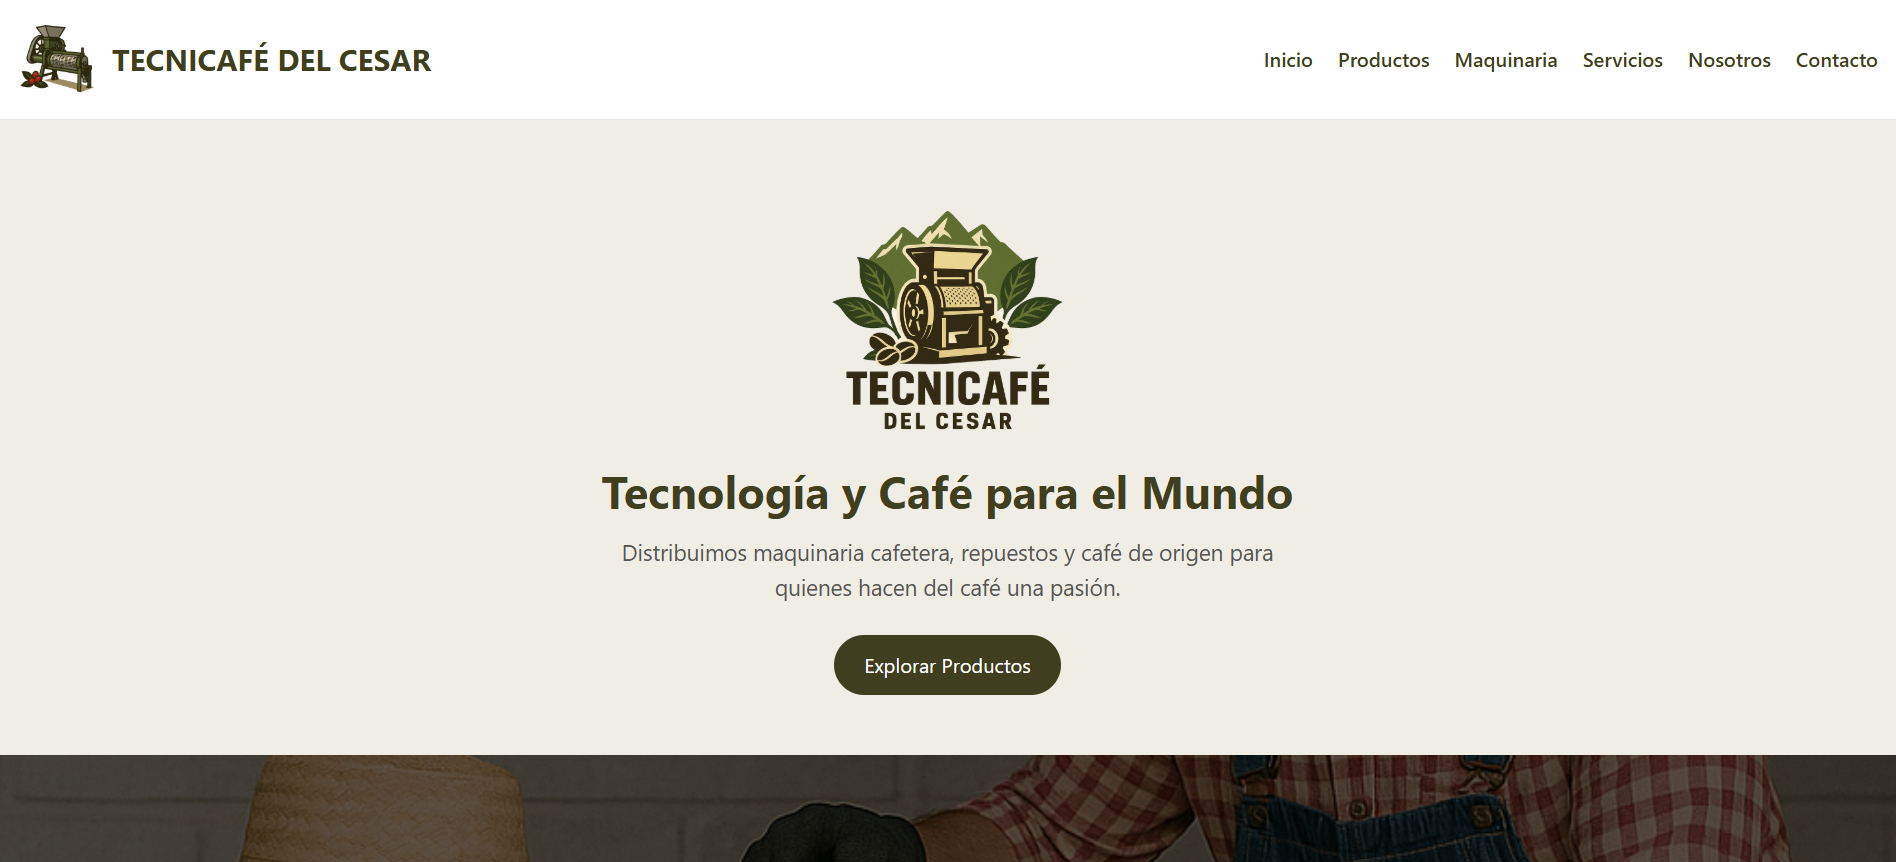 TECNICAFÉ DEL CESAR
Inicio Productos Maquinaria Servicios Nosotros Contacto
TECNICAFÉ
DEL CESAR
Tecnología y Café para el Mundo
Distribuimos maquinaria cafetera, repuestos y café de origen para
quienes hacen del café una pasión.
Explorar Productos